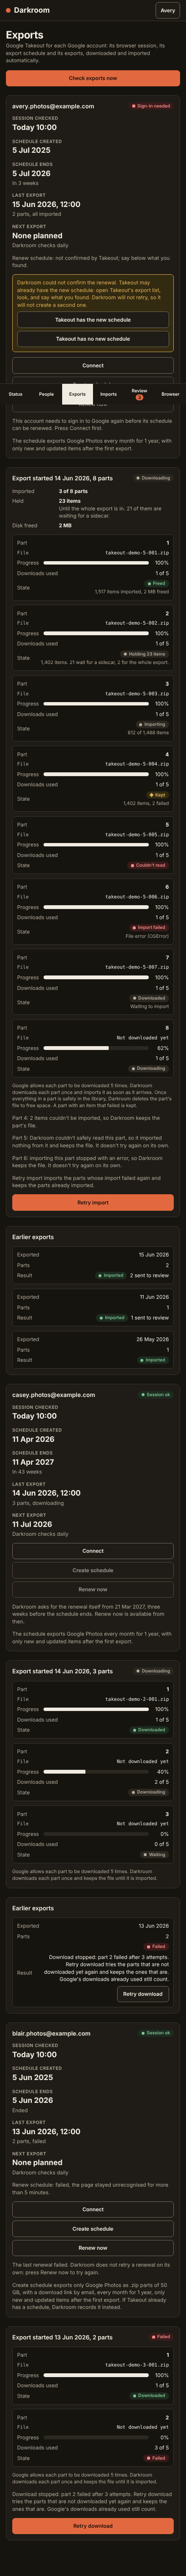 Darkroom
Avery
Exports
Google Takeout for each Google account: its browser session, its
export schedule and its exports, downloaded and imported
automatically.
Check exports now
avery.photos@example.com
Sign-in needed
SESSION CHECKED
Today 10:00
SCHEDULE CREATED
5 Jul 2025
SCHEDULE ENDS
5 Jul 2026
In 3 weeks
LAST EXPORT
15 Jun 2026, 12:00
2 parts, all imported
NEXT EXPORT
None planned
Darkroom checks daily
Renew schedule: not confirmed by Takeout; say below what you
found.
Darkroom could not confirm the renewal. Takeout may
already have the new schedule: open Takeout's export list,
look, and say what you found. Darkroom will not retry, so it
will not create a second one.
Takeout has the new schedule
Takeout has no new schedule
Connect
Status
People
Exports
Imports
Review
3
Browser
This account needs to sign in to Google again before its schedule
can be renewed. Press Connect first.
The schedule exports Google Photos every month for 1 year, with
only new and updated items after the first export.
Export started 14 Jun 2026, 8 parts
Downloading
Imported
3 of 8 parts
Held
23 items
Until the whole export is in. 21 of them are
waiting for a sidecar.
Disk freed
2 MB
Part
1
File
takeout-demo-5-001.zip
Progress
100%
Downloads used
1 of 5
State
Freed
1,517 items imported, 2 MB freed
Part
2
File
takeout-demo-5-002.zip
Progress
100%
Downloads used
1 of 5
State
Holding 23 items
1,402 items. 21 wait for a sidecar, 2 for the whole export.
Part
3
File
takeout-demo-5-003.zip
Progress
100%
Downloads used
1 of 5
State
Importing
812 of 1,488 items
Part
4
File
takeout-demo-5-004.zip
Progress
100%
Downloads used
1 of 5
State
Kept
1,402 items, 2 failed
Part
5
File
takeout-demo-5-005.zip
Progress
100%
Downloads used
1 of 5
State
Couldn't read
Part
6
File
takeout-demo-5-006.zip
Progress
100%
Downloads used
1 of 5
State
Import failed
File error (OSError)
Part
7
File
takeout-demo-5-007.zip
Progress
100%
Downloads used
1 of 5
State
Downloaded
Waiting to import
Part
8
File
Not downloaded yet
Progress
62%
Downloads used
1 of 5
State
Downloading
Google allows each part to be downloaded 5 times. Darkroom
downloads each part once and imports it as soon as it arrives. Once
everything in a part is safely in the library, Darkroom deletes the part's
file to free space. A part with an item that failed is kept.
Part 4: 2 items couldn't be imported, so Darkroom keeps the
part's file.
Part 5: Darkroom couldn't safely read this part, so it imported
nothing from it and keeps the file. It doesn't try again on its own.
Part 6: importing this part stopped with an error, so Darkroom
keeps the file. It doesn't try again on its own.
Retry import imports the parts whose import failed again and
keeps the parts already imported.
Retry import
Earlier exports
Exported
15 Jun 2026
Parts
2
Result
Imported
2 sent to review
Exported
11 Jun 2026
Parts
1
Result
Imported
1 sent to review
Exported
26 May 2026
Parts
1
Result
Imported
casey.photos@example.com
Session ok
SESSION CHECKED
Today 10:00
SCHEDULE CREATED
11 Apr 2026
SCHEDULE ENDS
11 Apr 2027
In 43 weeks
LAST EXPORT
14 Jun 2026, 12:00
3 parts, downloading
NEXT EXPORT
11 Jul 2026
Darkroom checks daily
Connect
Create schedule
Renew now
Darkroom asks for the renewal itself from 21 Mar 2027, three
weeks before the schedule ends. Renew now is available from
then.
The schedule exports Google Photos every month for 1 year, with
only new and updated items after the first export.
Export started 14 Jun 2026, 3 parts
Downloading
Part
1
File
takeout-demo-2-001.zip
Progress
100%
Downloads used
1 of 5
State
Downloaded
Part
2
File
Not downloaded yet
Progress
40%
Downloads used
2 of 5
State
Downloading
Part
3
File
Not downloaded yet
Progress
0%
Downloads used
0 of 5
State
Waiting
Google allows each part to be downloaded 5 times. Darkroom
downloads each part once and keeps the file until it is imported.
Earlier exports
Exported
13 Jun 2026
Parts
2
Failed
Result
Download stopped: part 2 failed after 3 attempts.
Retry download tries the parts that are not
downloaded yet again and keeps the ones that are.
Google's downloads already used still count.
Retry download
blair.photos@example.com
Session ok
SESSION CHECKED
Today 10:00
SCHEDULE CREATED
5 Jun 2025
SCHEDULE ENDS
5 Jun 2026
Ended
LAST EXPORT
13 Jun 2026, 12:00
2 parts, failed
NEXT EXPORT
None planned
Darkroom checks daily
Renew schedule: failed, the page stayed unrecognised for more
than 5 minutes.
Connect
Create schedule
Renew now
The last renewal failed. Darkroom does not retry a renewal on its
own: press Renew now to try again.
Create schedule exports only Google Photos as .zip parts of 50
GB, with a download link by email, every month for 1 year, only
new and updated items after the first export. If Takeout already
has a schedule, Darkroom records it instead.
Export started 13 Jun 2026, 2 parts
Failed
Part
1
File
takeout-demo-3-001.zip
Progress
100%
Downloads used
1 of 5
State
Downloaded
Part
2
File
Not downloaded yet
Progress
0%
Downloads used
3 of 5
State
Failed
Google allows each part to be downloaded 5 times. Darkroom
downloads each part once and keeps the file until it is imported.
Download stopped: part 2 failed after 3 attempts. Retry download
tries the parts that are not downloaded yet again and keeps the
ones that are. Google's downloads already used still count.
Retry download